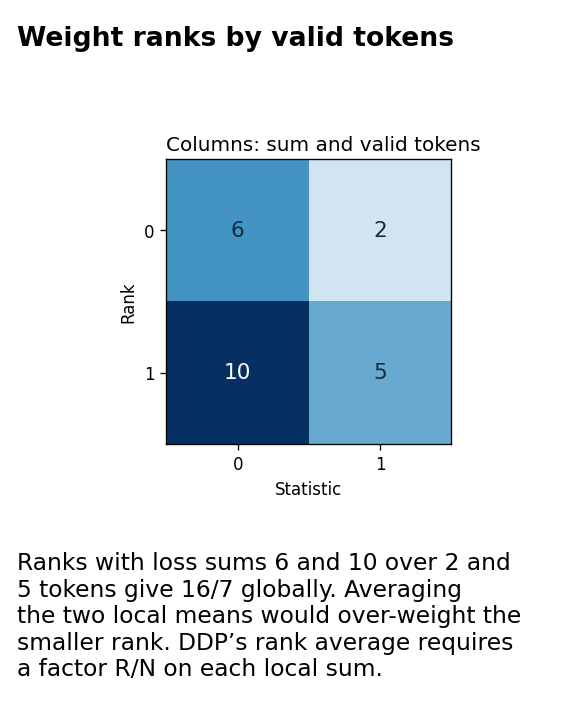 Weight ranks by valid tokens
Columns: sum and valid tokens
0
6
2
Rank
1
10
5
0
1
Statistic
Ranks with loss sums 6 and 10 over 2 and
5 tokens give 16/7 globally. Averaging
the two local means would over-weight the
smaller rank. DDP’s rank average requires
a factor R/N on each local sum.